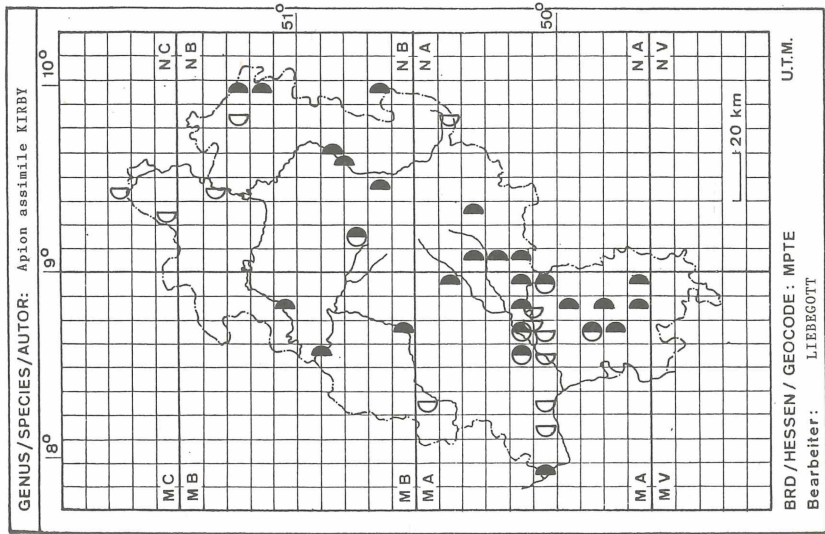 GENUS/SPECIES/AUTOR: Apion assimile KIRBY
8°
9°
10°
MC
MB
NC
NB
51
MB
MA
NB
NA
50
MA
MV
NA
NV
20 km
BRD/HESSEN/GEOCODE: MPTE
U.T.M.
Bearbeiter: LIEBEGOTT